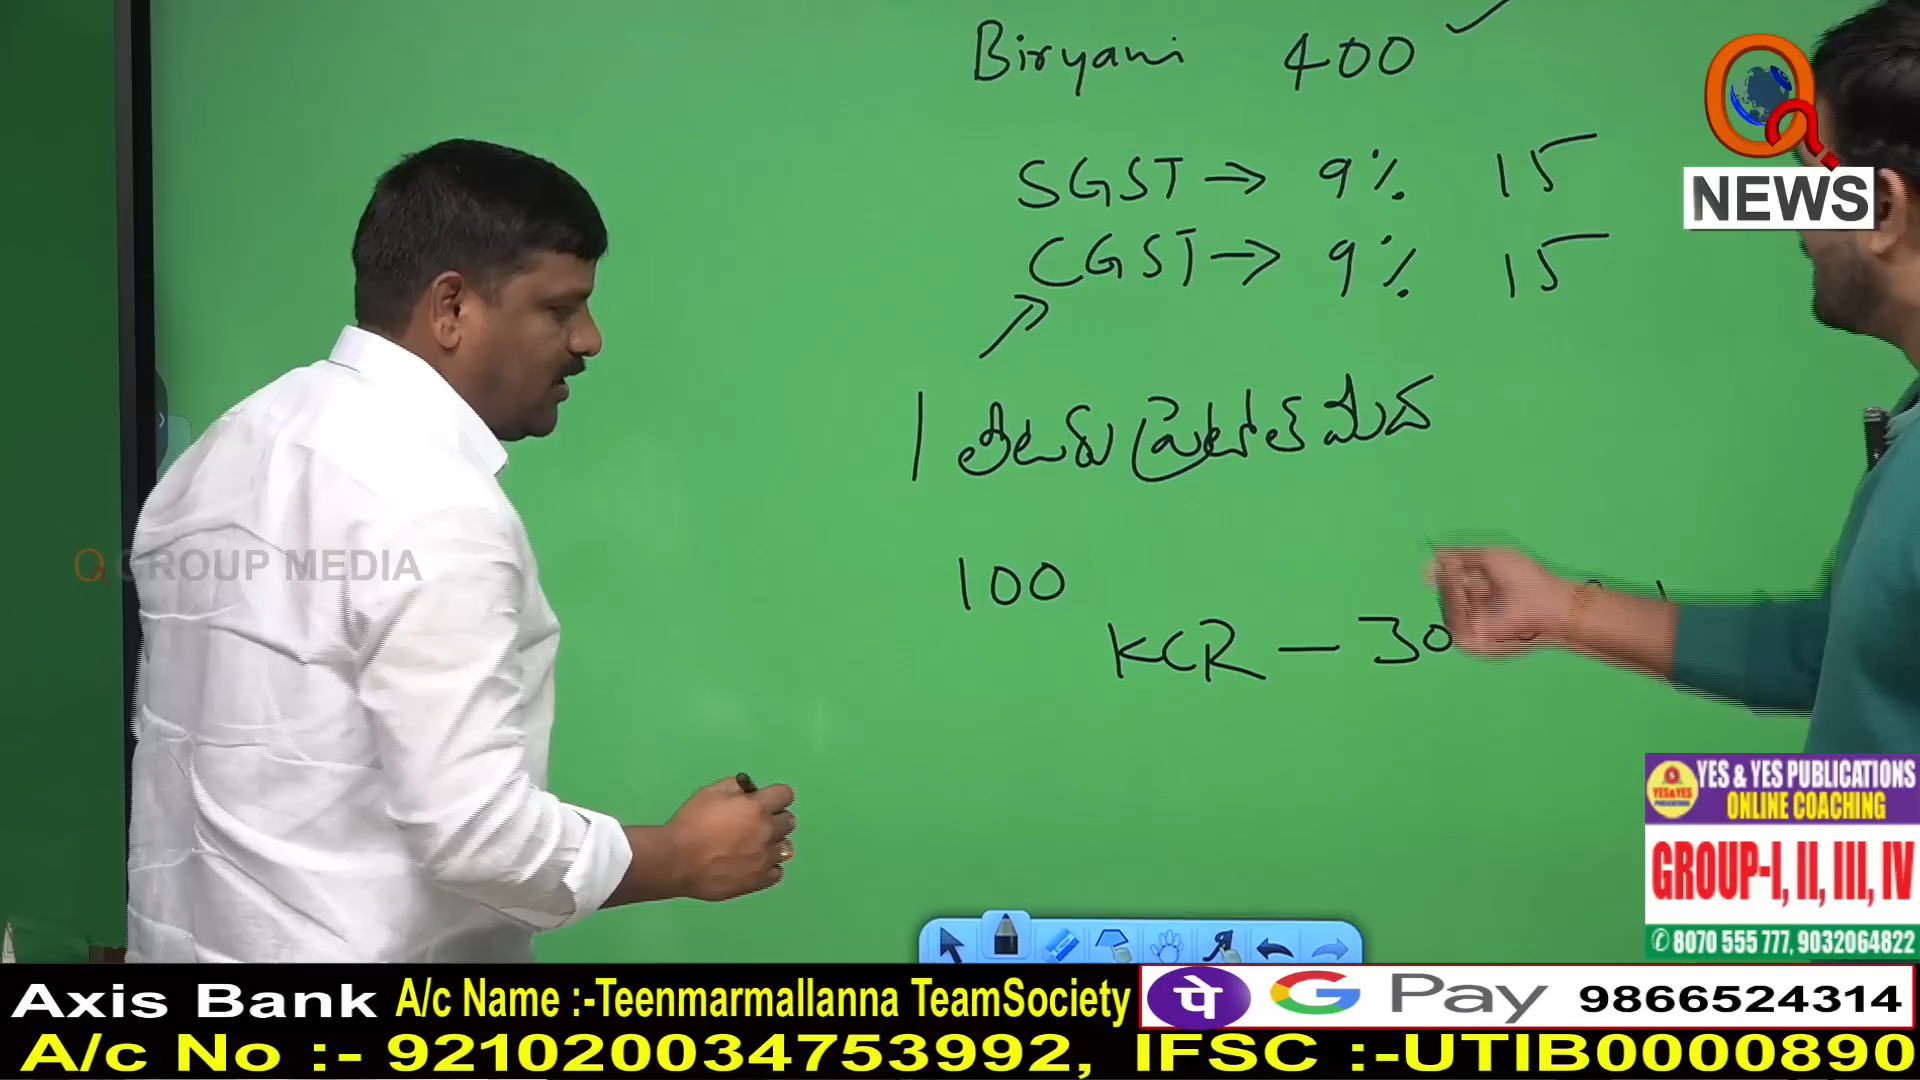 Biryani 400
SGST → 9% 15
CGST → 9% 15
1 లీటరు పెట్రోల్ మీద
100
KCR - 30
Q
NEWS
Q GROUP MEDIA
YES & YES PUBLICATIONS
ONLINE COACHING
GROUP-I, II, III, IV
8070 555 777, 9032064822
Axis Bank A/c Name :-Teenmarmallanna TeamSociety
पे G Pay 9866524314
A/c No :- 921020034753992, IFSC :-UTIB0000890